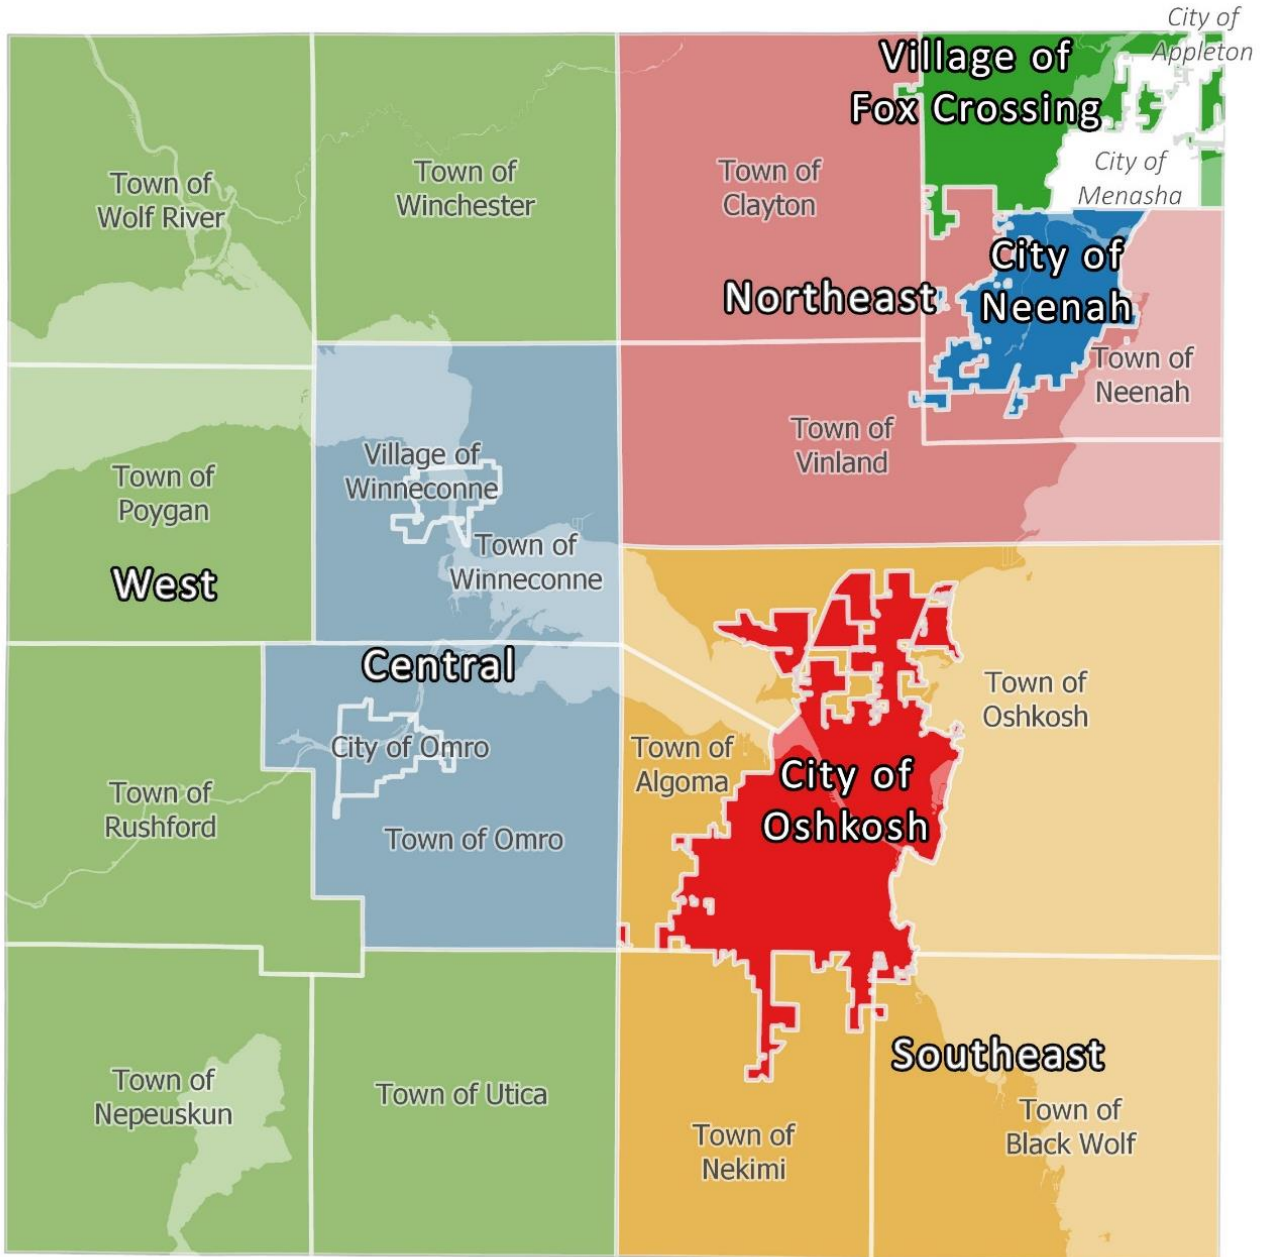 City of
Appleton
Village of
Fox Crossing
City of
Menasha
Town of
Wolf River
Town of
Winchester
Town of
Clayton
City of
Neenah
Northeast
Town of
Neenah
Town of
Vinland
Village of
Winneconne
Town of
Poygan
Town of
Winneconne
West
Central
Town of
Oshkosh
City of Omro
Town of
Algoma
City of
Oshkosh
Town of
Rushford
Town of Omro
Southeast
Town of
Nepeuskun
Town of Utica
Town of
Nekimi
Town of
Black Wolf